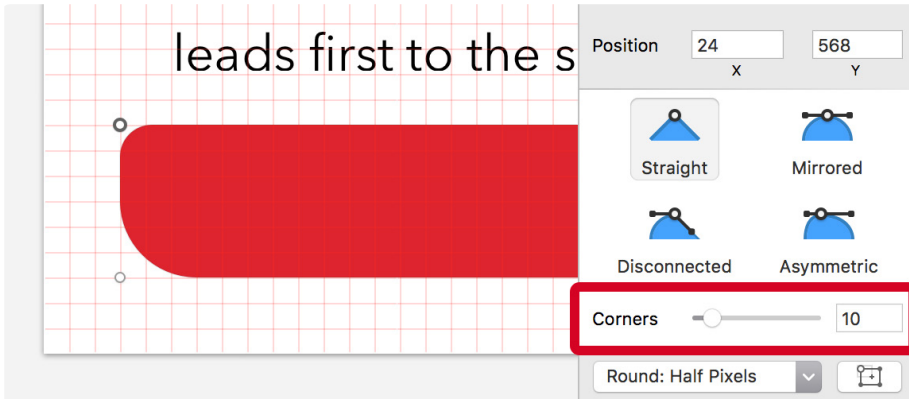 leads first to the s
Position 24 568
X Y
Straight Mirrored
Disconnected Asymmetric
Corners 10
Round: Half Pixels